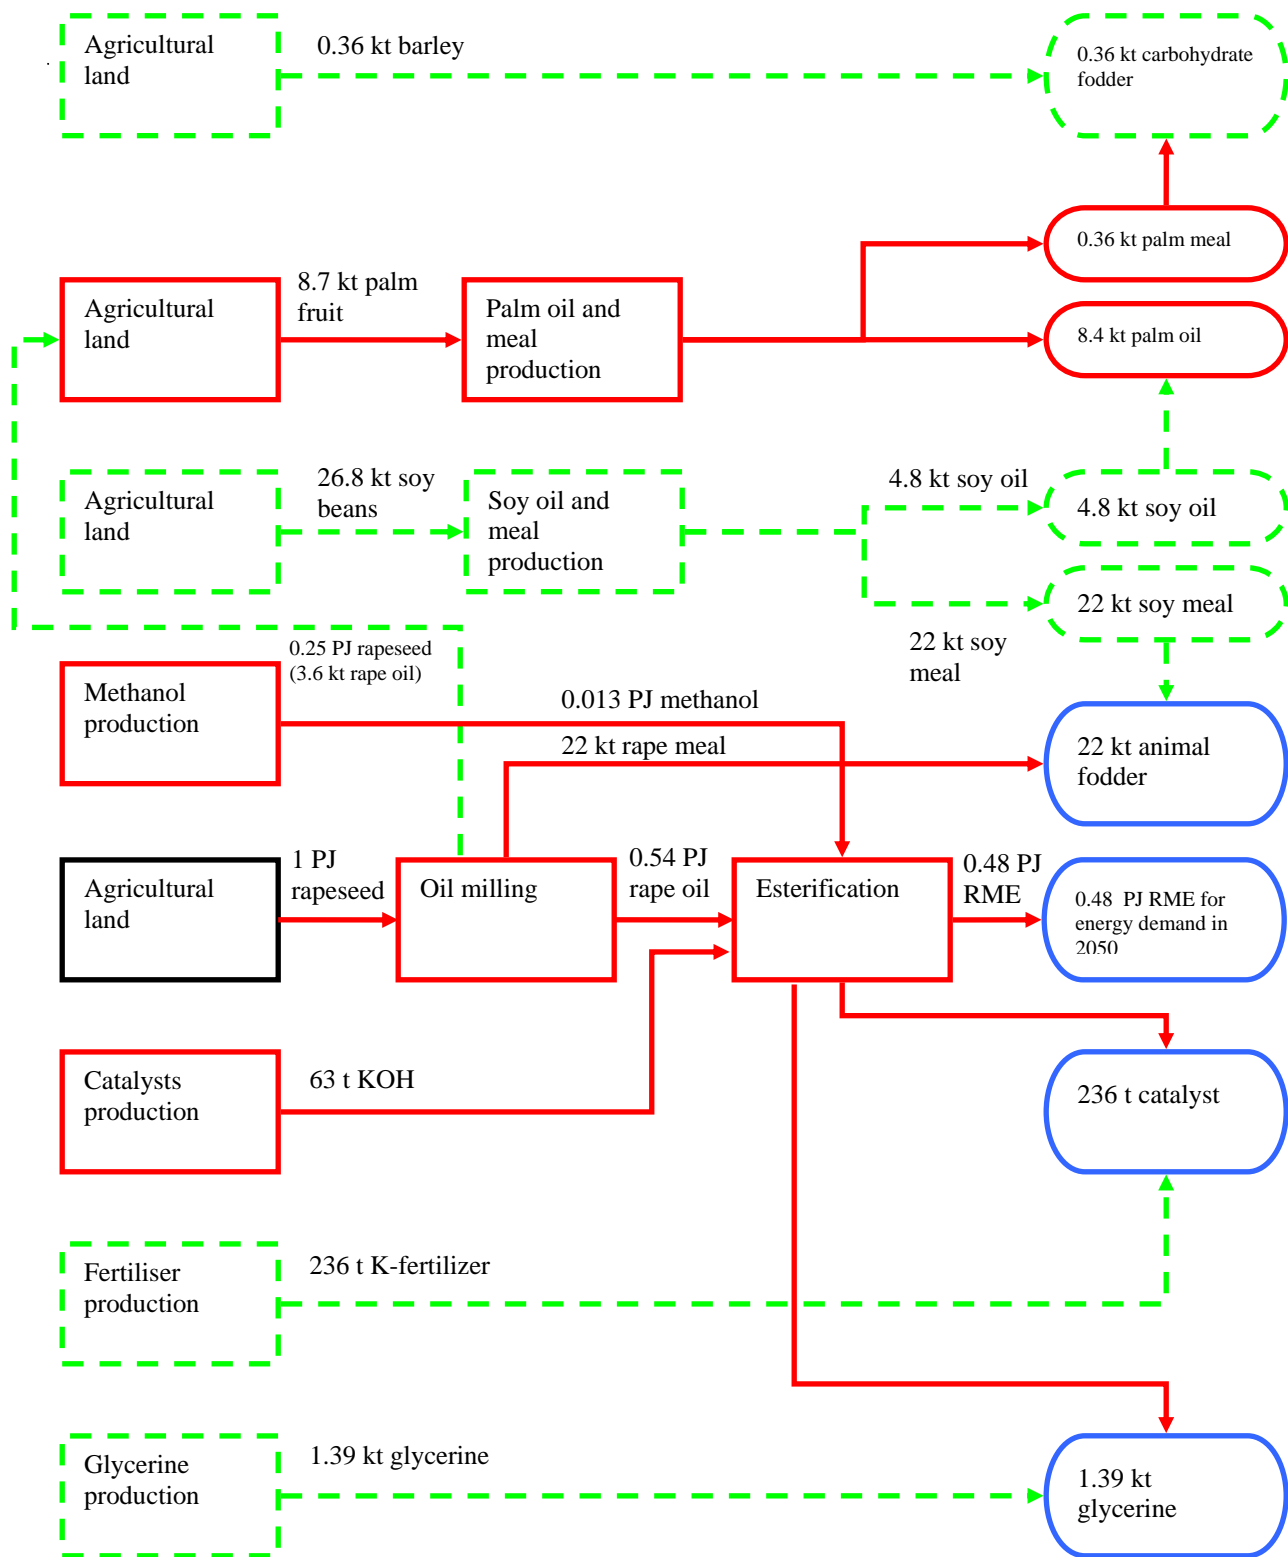 Agricultural
land
0.36 kt barley
0.36 kt carbohydrate
fodder
0.36 kt palm meal
Agricultural
land
8.7 kt palm
fruit
Palm oil and
meal
production
8.4 kt palm oil
Agricultural
land
26.8 kt soy
beans
Soy oil and
meal
production
4.8 kt soy oil
4.8 kt soy oil
22 kt soy meal
22 kt soy
meal
0.25 PJ rapeseed
(3.6 kt rape oil)
Methanol
production
0.013 PJ methanol
22 kt rape meal
22 kt animal
fodder
Agricultural
land
1 PJ
rapeseed
Oil milling
0.54 PJ
rape oil
Esterification
0.48 PJ
RME
0.48 PJ RME for
energy demand in
2050
Catalysts
production
63 t KOH
236 t catalyst
Fertiliser
production
236 t K-fertilizer
Glycerine
production
1.39 kt glycerine
1.39 kt
glycerine